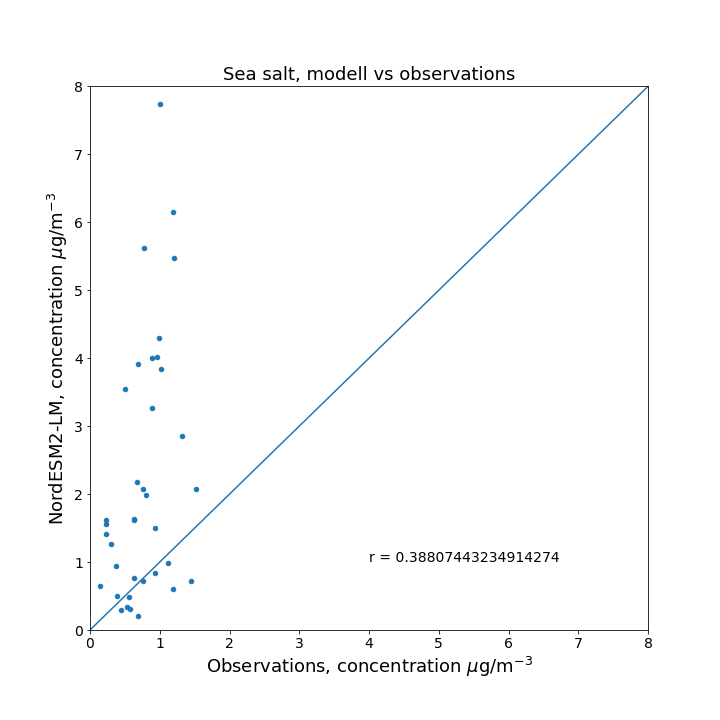 Sea salt, modell vs observations
NordESM2-LM, concentration μg/m⁻³
8
7
6
5
4
3
2
1
0
r = 0.38807443234914274
0 1 2 3 4 5 6 7 8
Observations, concentration μg/m⁻³